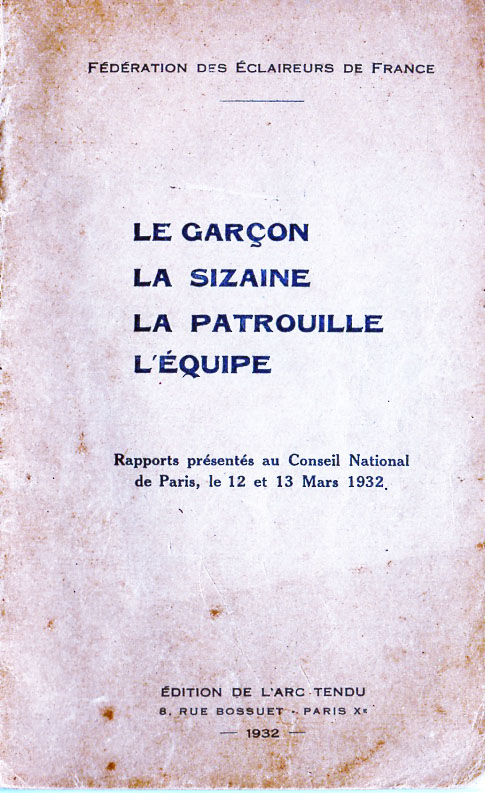 FÉDÉRATION DES ÉCLAIREURS DE FRANCE
LE GARÇON
LA SIZAINE
LA PATROUILLE
L'ÉQUIPE
Rapports présentés au Conseil National
de Paris, le 12 et 13 Mars 1932.
ÉDITION DE L'ARC TENDU
8, RUE BOSSUET - PARIS Xᴱ
— 1932 —